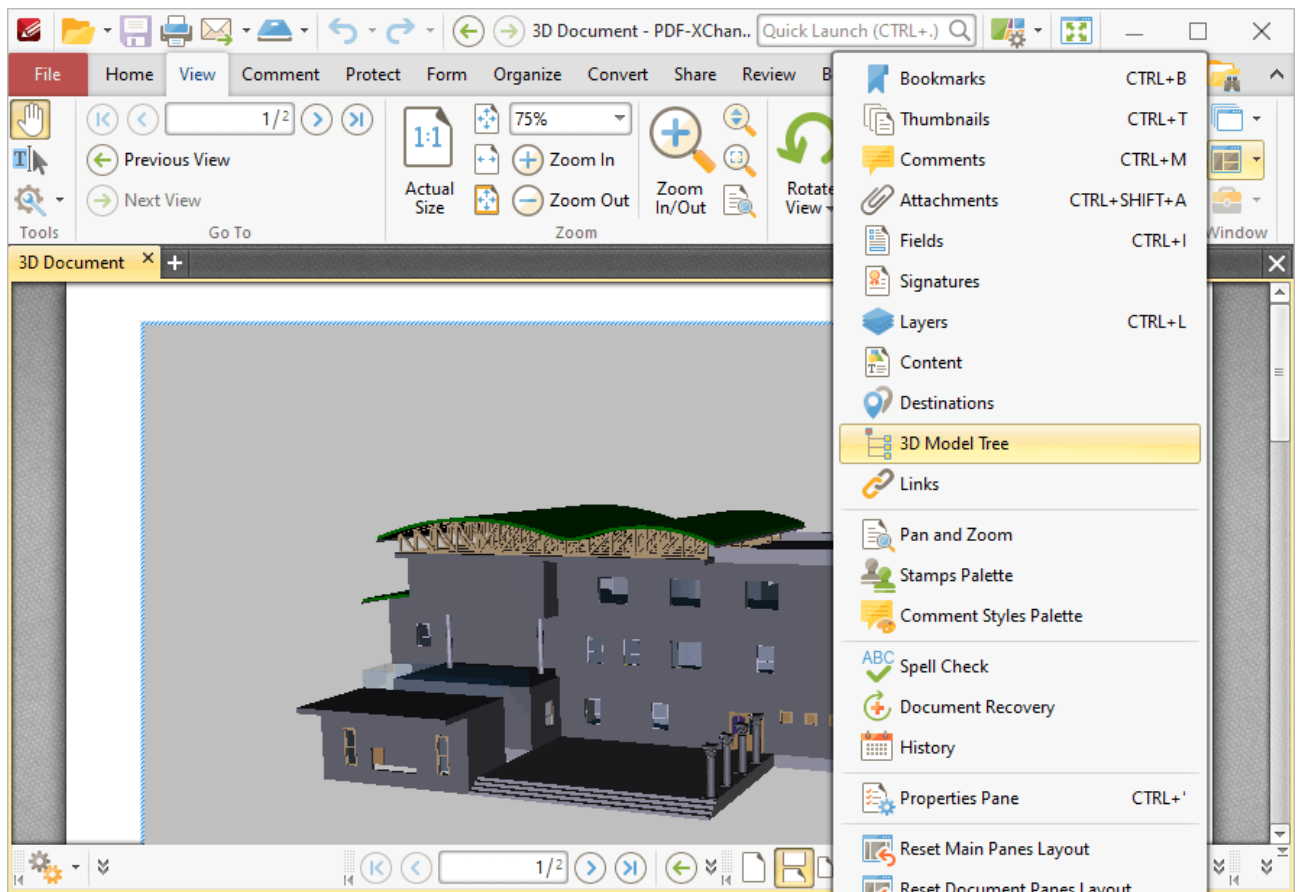 3D Document - PDF-XChan..
Quick Launch (CTRL+.)
File
Home
View
Comment
Protect
Form
Organize
Convert
Share
Review
B
1/2
Previous View
Next View
1:1
Actual
Size
75%
Zoom In
Zoom Out
Zoom
In/Out
Rotate
View
Tools
Go To
Zoom
Window
3D Document
Bookmarks CTRL+B
Thumbnails CTRL+T
Comments CTRL+M
Attachments CTRL+SHIFT+A
Fields CTRL+I
Signatures
Layers CTRL+L
Content
Destinations
3D Model Tree
Links
Pan and Zoom
Stamps Palette
Comment Styles Palette
ABC
Spell Check
Document Recovery
History
Properties Pane CTRL+'
Reset Main Panes Layout
Reset Document Panes Layout
1/2